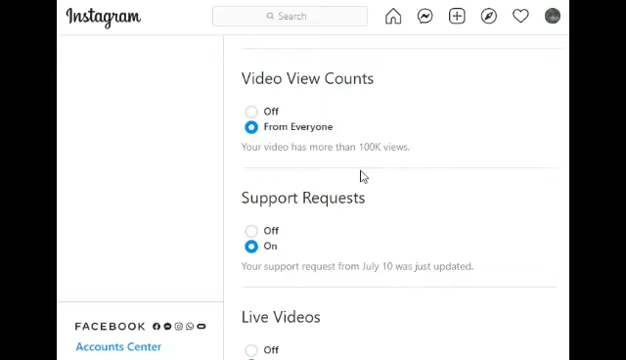 Instagram
Search
Video View Counts
Off
From Everyone
Your video has more than 100K views.
Support Requests
Off
On
Your support request from July 10 was just updated.
FACEBOOK
Accounts Center
Live Videos
Off